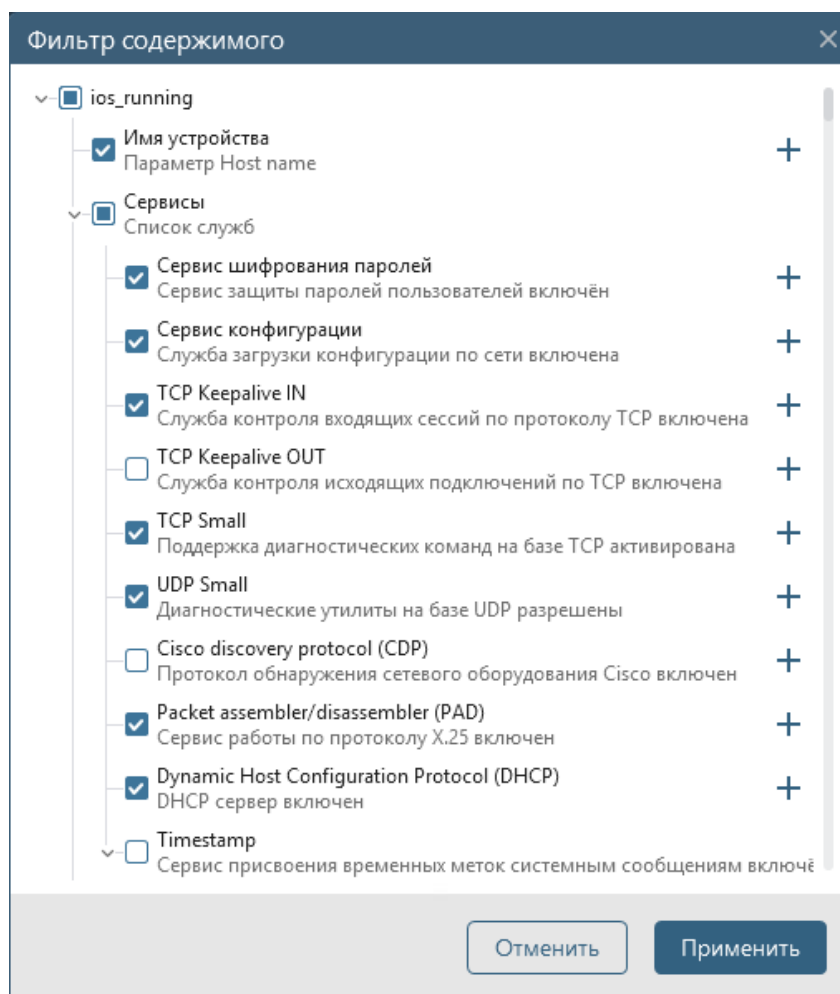 Фильтр содержимого
ios_running
Имя устройства
Параметр Host name
Сервисы
Список служб
Сервис шифрования паролей
Сервис защиты паролей пользователей включён
Сервис конфигурации
Служба загрузки конфигурации по сети включена
TCP Keepalive IN
Служба контроля входящих сессий по протоколу TCP включена
TCP Keepalive OUT
Служба контроля исходящих подключений по TCP включена
TCP Small
Поддержка диагностических команд на базе TCP активирована
UDP Small
Диагностические утилиты на базе UDP разрешены
Cisco discovery protocol (CDP)
Протокол обнаружения сетевого оборудования Cisco включен
Packet assembler/disassembler (PAD)
Сервис работы по протоколу X.25 включен
Dynamic Host Configuration Protocol (DHCP)
DHCP сервер включен
Timestamp
Сервис присвоения временных меток системным сообщениям включё
Отменить Применить